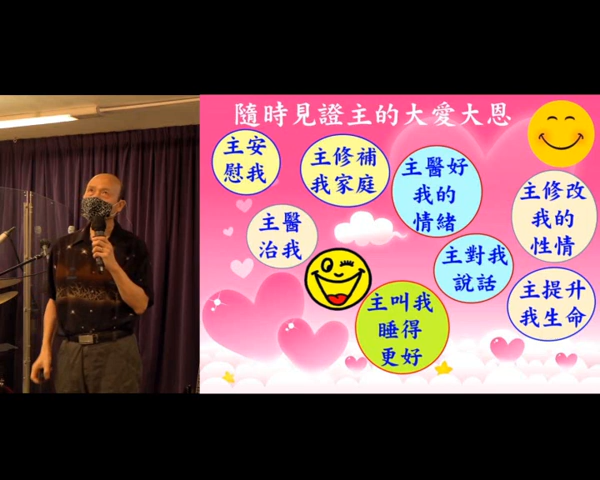 隨時見證主的大愛大恩
主安
慰我
主修補
我家庭
主醫好
我的
情緒
主修改
我的
性情
主醫
治我
主對我
說話
主提升
我生命
主叫我
睡得
更好